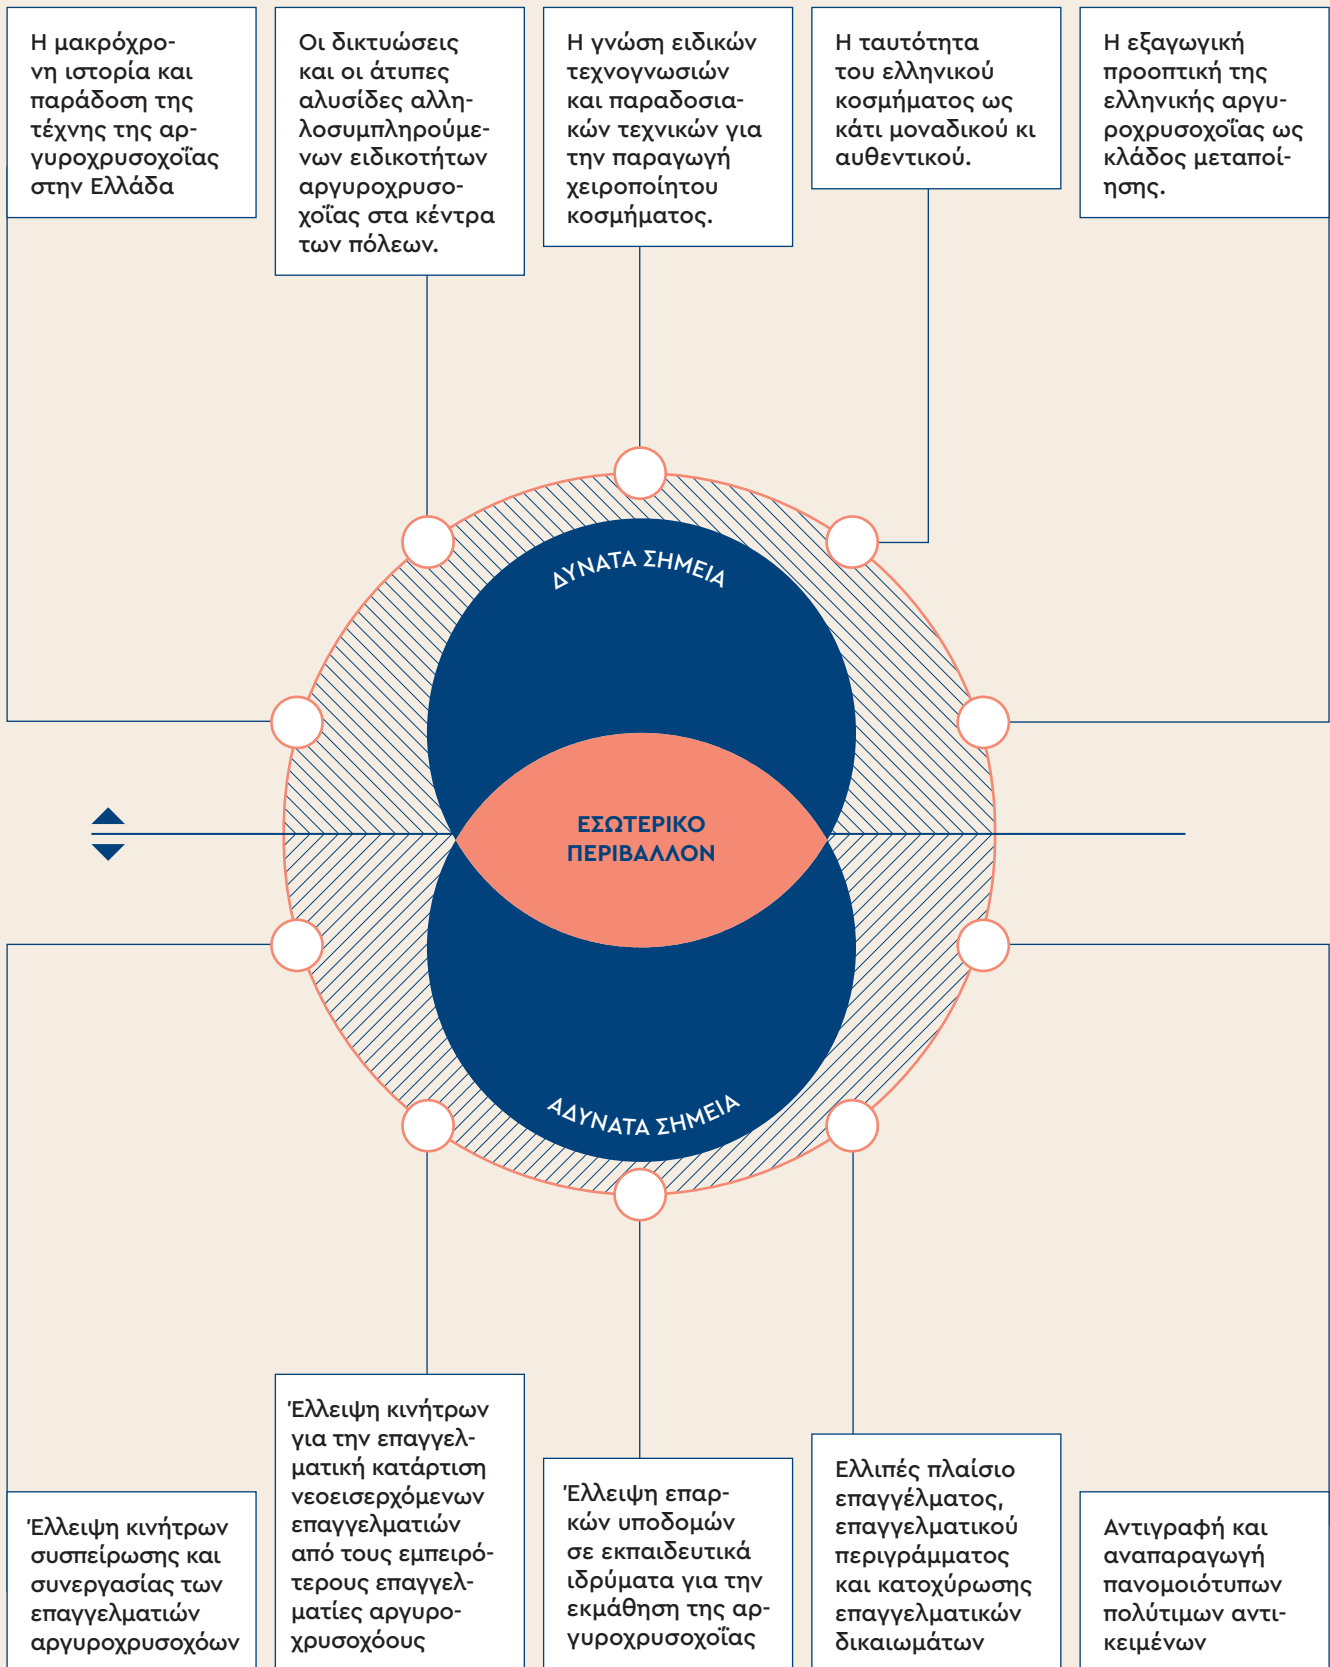 Η μακρόχρο-
νη ιστορία και
παράδοση της
τέχνης της αρ-
γυροχρυσοχοΐας
στην Ελλάδα
Οι δικτυώσεις
και οι άτυπες
αλυσίδες αλλη-
λοσυμπληρούμε-
νων ειδικοτήτων
αργυροχρυσο-
χοΐας στα κέντρα
των πόλεων.
Η γνώση ειδικών
τεχνογνωσιών
και παραδοσια-
κών τεχνικών για
την παραγωγή
χειροποίητου
κοσμήματος.
Η ταυτότητα
του ελληνικού
κοσμήματος ως
κάτι μοναδικού κι
αυθεντικού.
Η εξαγωγική
προοπτική της
ελληνικής αργυ-
ροχρυσοχοΐας ως
κλάδος μεταποί-
ησης.
ΔΥΝΑΤΑ ΣΗΜΕΙΑ
ΕΣΩΤΕΡΙΚΟ
ΠΕΡΙΒΑΛΛΟΝ
ΑΔΥΝΑΤΑ ΣΗΜΕΙΑ
Έλλειψη κινήτρων
συσπείρωσης και
συνεργασίας των
επαγγελματιών
αργυροχρυσοχόων
Έλλειψη κινήτρων
για την επαγγελ-
ματική κατάρτιση
νεοεισερχόμενων
επαγγελματιών
από τους εμπειρό-
τερους επαγγελ-
ματίες αργυρο-
χρυσοχόους
Έλλειψη επαρ-
κών υποδομών
σε εκπαιδευτικά
ιδρύματα για την
εκμάθηση της αρ-
γυροχρυσοχοΐας
Ελλιπές πλαίσιο
επαγγέλματος,
επαγγελματικού
περιγράμματος
και κατοχύρωσης
επαγγελματικών
δικαιωμάτων
Αντιγραφή και
αναπαραγωγή
πανομοιότυπων
πολύτιμων αντι-
κειμένων